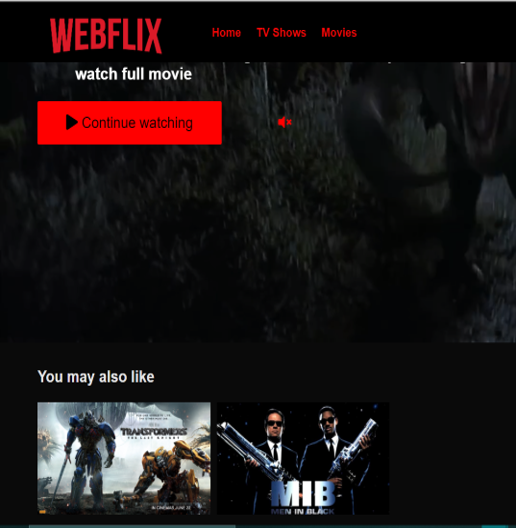 WEBFLIX
Home TV Shows Movies
watch full movie
Continue watching
You may also like
TRANSFORMERS
THE LAST KNIGHT
IN CINEMAS JUNE
MIB
MEN IN BLACK